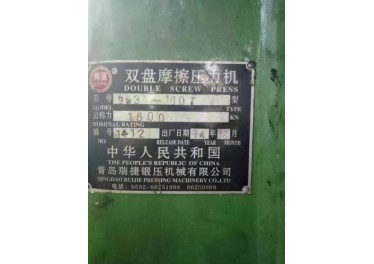 双盘摩擦压力机
DOUBLE SCREW PRESS
型号 型
MODEL TYPE
公称力 1600 KN
NOMINAL RATING
编号 1412 出厂日期 年 月
NO RELEASE DATE YEAR MONTH
中华人民共和国
THE PEOPLE'S REPUBLIC OF CHINA
青岛瑞捷锻压机械有限公司
QINGDAO RUIJIE PRESSING MACHINERY CO.,LTD